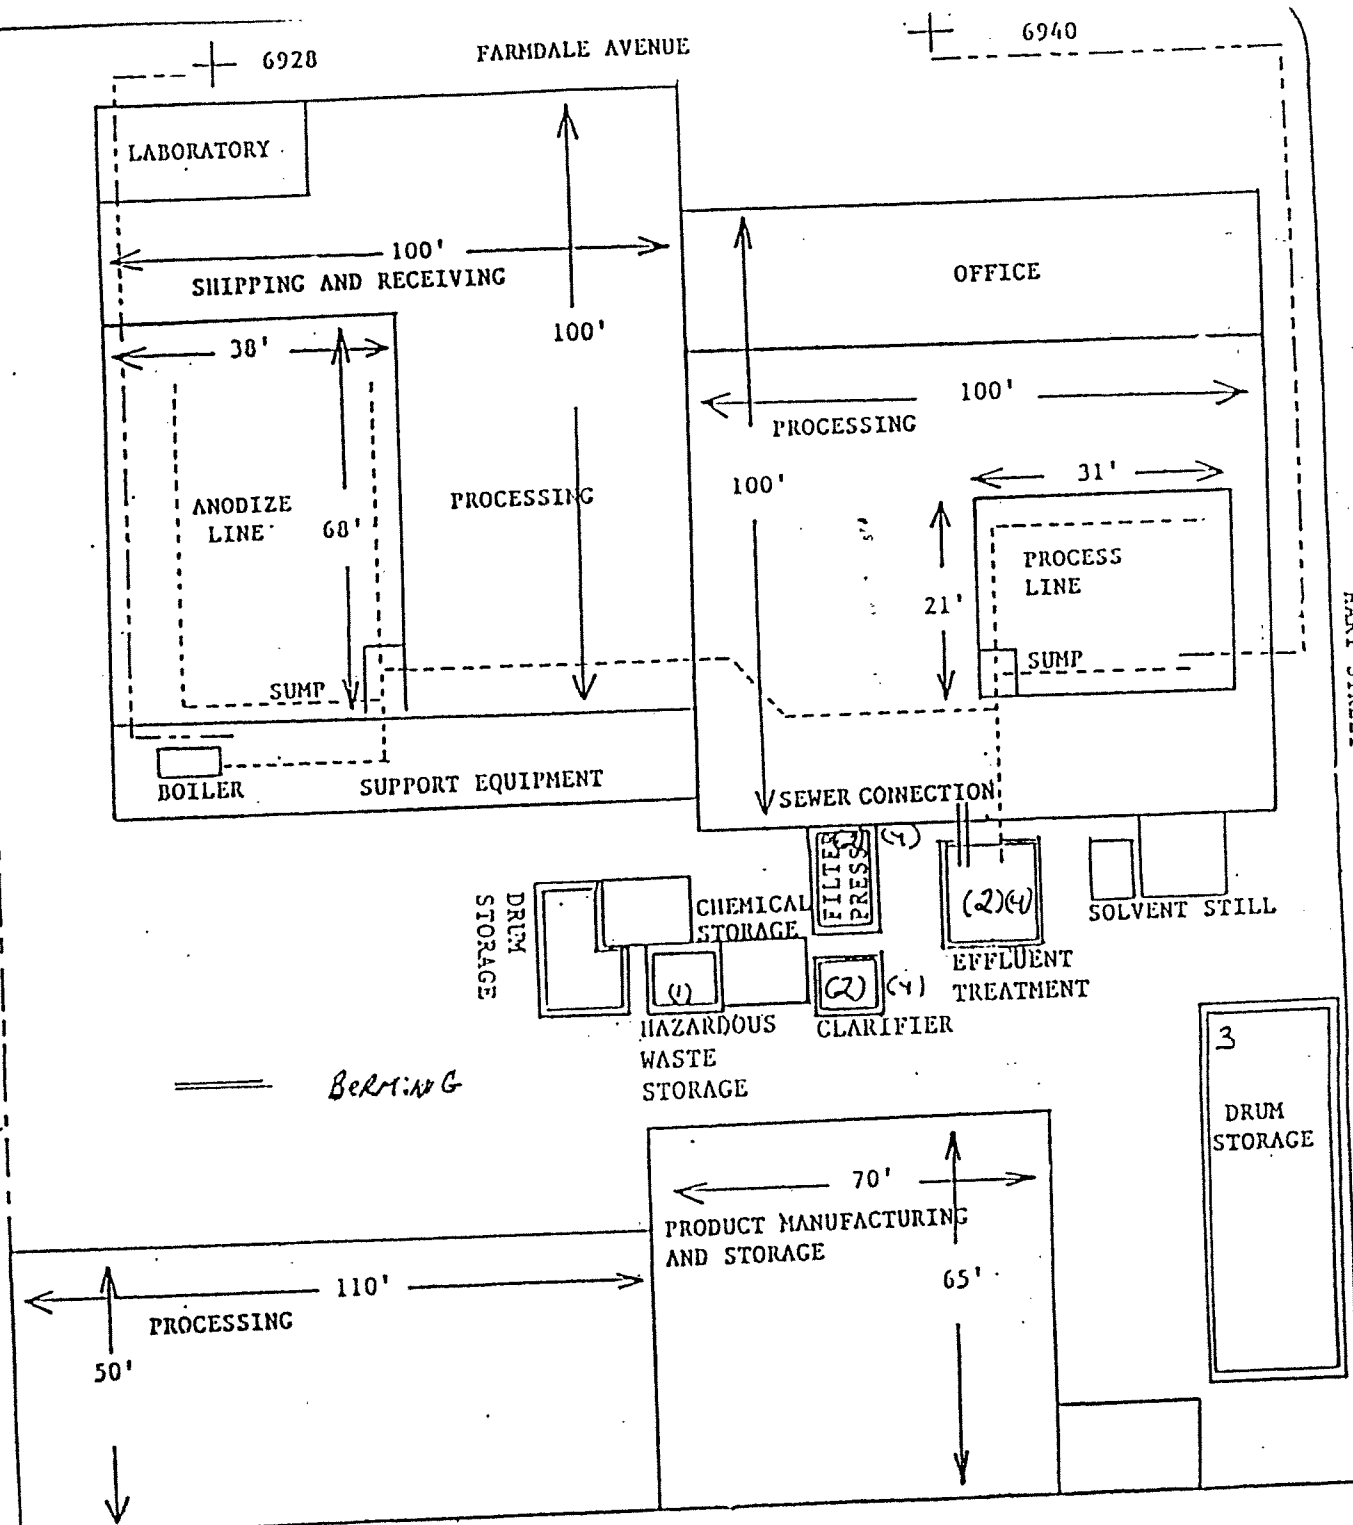 6928
FARMDALE AVENUE
6940
LABORATORY
100'
SHIPPING AND RECEIVING
OFFICE
38'
100'
100'
PROCESSING
ANODIZE
LINE
68'
PROCESSING
100'
31'
PROCESS
LINE
21'
SUMP
SUMP
BOILER
SUPPORT EQUIPMENT
SEWER CONNECTION
FILTER
PRESS
(4)
(2)(4)
SOLVENT STILL
DRUM
STORAGE
CHEMICAL
STORAGE
EFFLUENT
TREATMENT
(1)
(2) (4)
HAZARDOUS
WASTE
STORAGE
CLARIFIER
BERMING
3
DRUM
STORAGE
70'
PRODUCT MANUFACTURING
AND STORAGE
65'
110'
PROCESSING
50'